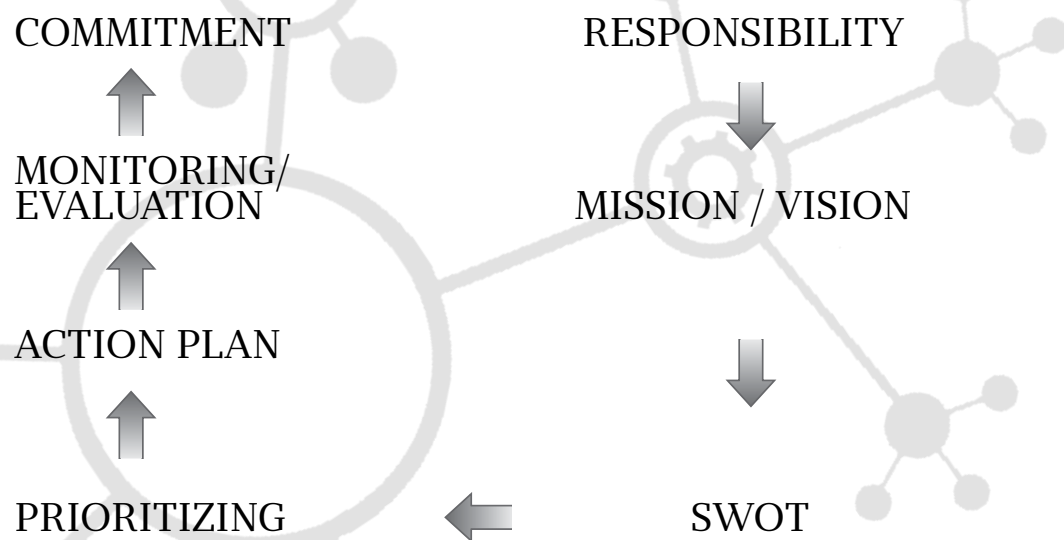 COMMITMENT
RESPONSIBILITY
MONITORING/
EVALUATION
MISSION / VISION
ACTION PLAN
PRIORITIZING
SWOT